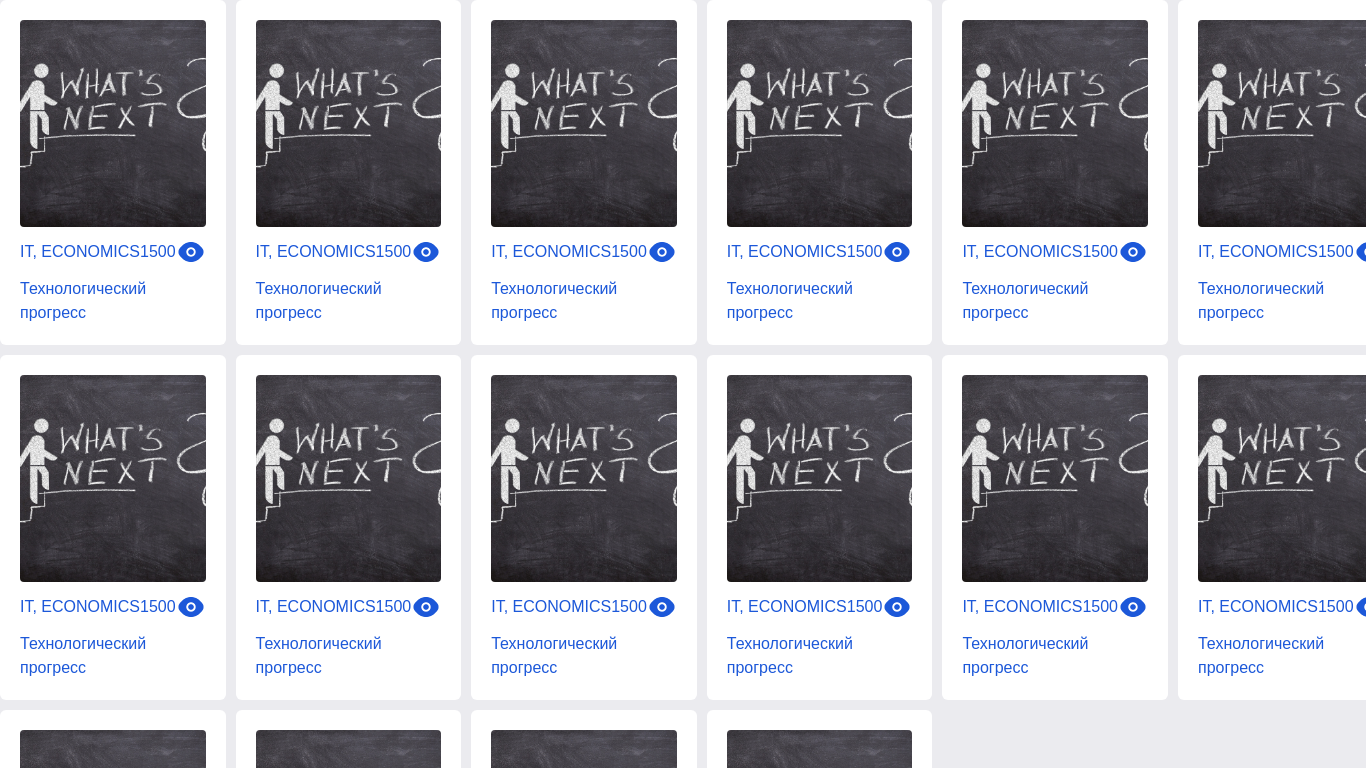 WHAT'S
NEXT
WHAT'S
NEXT
WHAT'S
NEXT
WHAT'S
NEXT
WHAT'S
NEXT
WHAT'S
NEXT
IT, ECONOMICS1500
IT, ECONOMICS1500
IT, ECONOMICS1500
IT, ECONOMICS1500
IT, ECONOMICS1500
IT, ECONOMICS1500
Технологический
прогресс
Технологический
прогресс
Технологический
прогресс
Технологический
прогресс
Технологический
прогресс
Технологический
прогресс
WHAT'S
NEXT
WHAT'S
NEXT
WHAT'S
NEXT
WHAT'S
NEXT
WHAT'S
NEXT
WHAT'S
NEXT
IT, ECONOMICS1500
IT, ECONOMICS1500
IT, ECONOMICS1500
IT, ECONOMICS1500
IT, ECONOMICS1500
IT, ECONOMICS1500
Технологический
прогресс
Технологический
прогресс
Технологический
прогресс
Технологический
прогресс
Технологический
прогресс
Технологический
прогресс